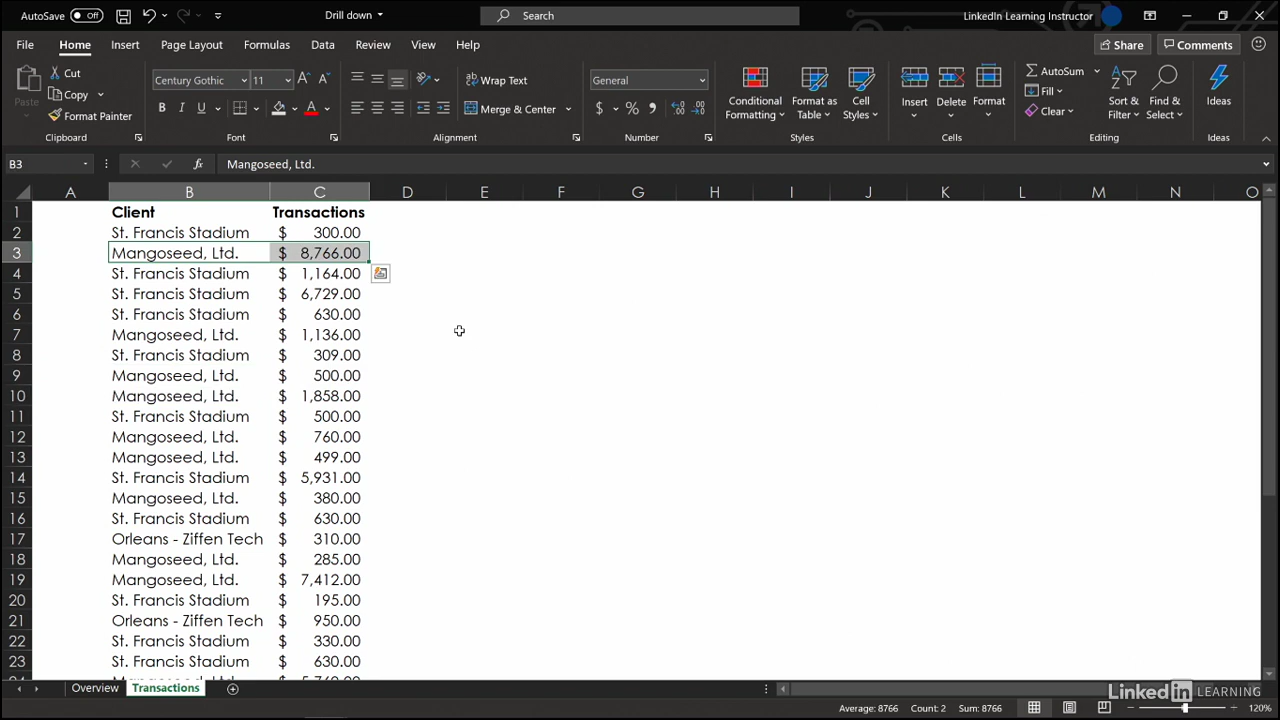 AutoSave Off Drill down Search LinkedIn Learning Instructor
File Home Insert Page Layout Formulas Data Review View Help Share Comments
Paste Cut Copy Format Painter
Clipboard
Century Gothic 11
B I U A
Font
ab Wrap Text
Merge & Center
Alignment
General
$ % 9
Number
Conditional Formatting Format as Table Cell Styles
Styles
Insert Delete Format
Cells
AutoSum Fill Clear Sort & Filter Find & Select
Editing
Ideas
Ideas
B3 fx Mangoseed, Ltd.
A B C D E F G H I J K L M N O
1 Client Transactions
2 St. Francis Stadium $ 300.00
3 Mangoseed, Ltd. $ 8,766.00
4 St. Francis Stadium $ 1,164.00
5 St. Francis Stadium $ 6,729.00
6 St. Francis Stadium $ 630.00
7 Mangoseed, Ltd. $ 1,136.00
8 St. Francis Stadium $ 309.00
9 Mangoseed, Ltd. $ 500.00
10 Mangoseed, Ltd. $ 1,858.00
11 St. Francis Stadium $ 500.00
12 Mangoseed, Ltd. $ 760.00
13 Mangoseed, Ltd. $ 499.00
14 St. Francis Stadium $ 5,931.00
15 Mangoseed, Ltd. $ 380.00
16 St. Francis Stadium $ 630.00
17 Orleans - Ziffen Tech $ 310.00
18 Mangoseed, Ltd. $ 285.00
19 Mangoseed, Ltd. $ 7,412.00
20 St. Francis Stadium $ 195.00
21 Orleans - Ziffen Tech $ 950.00
22 St. Francis Stadium $ 330.00
23 St. Francis Stadium $ 630.00
Overview Transactions
LinkedIn LEARNING
Average: 8766 Count: 2 Sum: 8766 120%